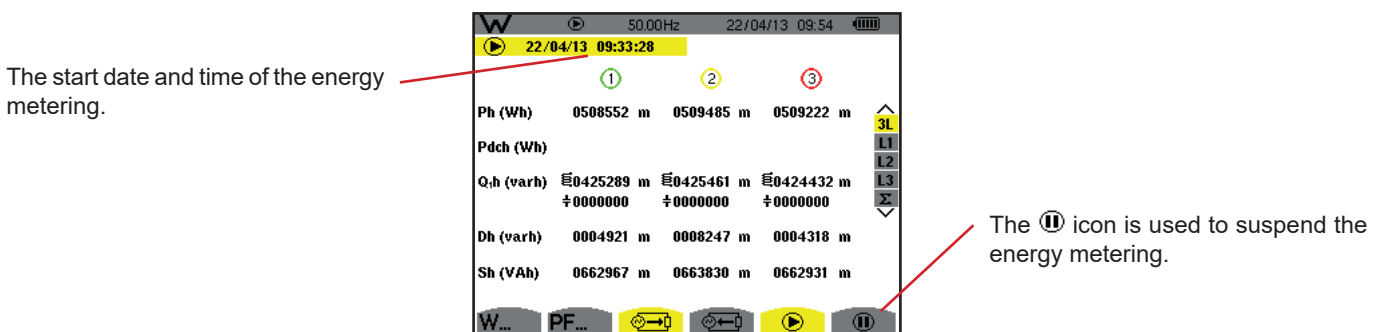 W 50.00Hz 22/04/13 09:54
22/04/13 09:33:28
The start date and time of the energy
metering.
1 2 3
Ph (Wh) 0508552 m 0509485 m 0509222 m
3L
Pdch (Wh)
L1
L2
Q₁h (varh) 0425289 m 0425461 m 0424432 m
L3
÷0000000 ÷0000000 ÷0000000
Σ
Dh (varh) 0004921 m 0008247 m 0004318 m
The icon is used to suspend the
energy metering.
Sh (VAh) 0662967 m 0663830 m 0662931 m
W... PF...